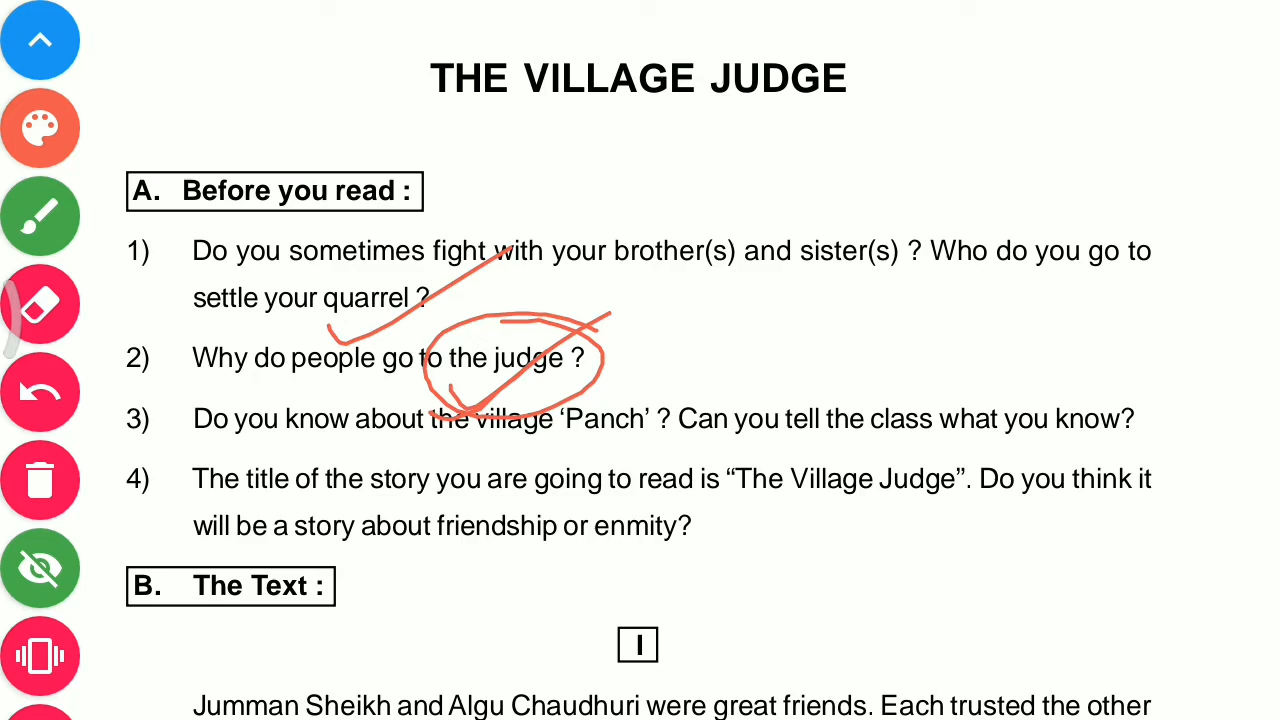 THE VILLAGE JUDGE
A. Before you read :
1) Do you sometimes fight with your brother(s) and sister(s) ? Who do you go to
settle your quarrel ?
2) Why do people go to the judge ?
3) Do you know about the village ‘Panch’ ? Can you tell the class what you know?
4) The title of the story you are going to read is “The Village Judge”. Do you think it
will be a story about friendship or enmity?
B. The Text :
I
Jumman Sheikh and Algu Chaudhuri were great friends. Each trusted the other